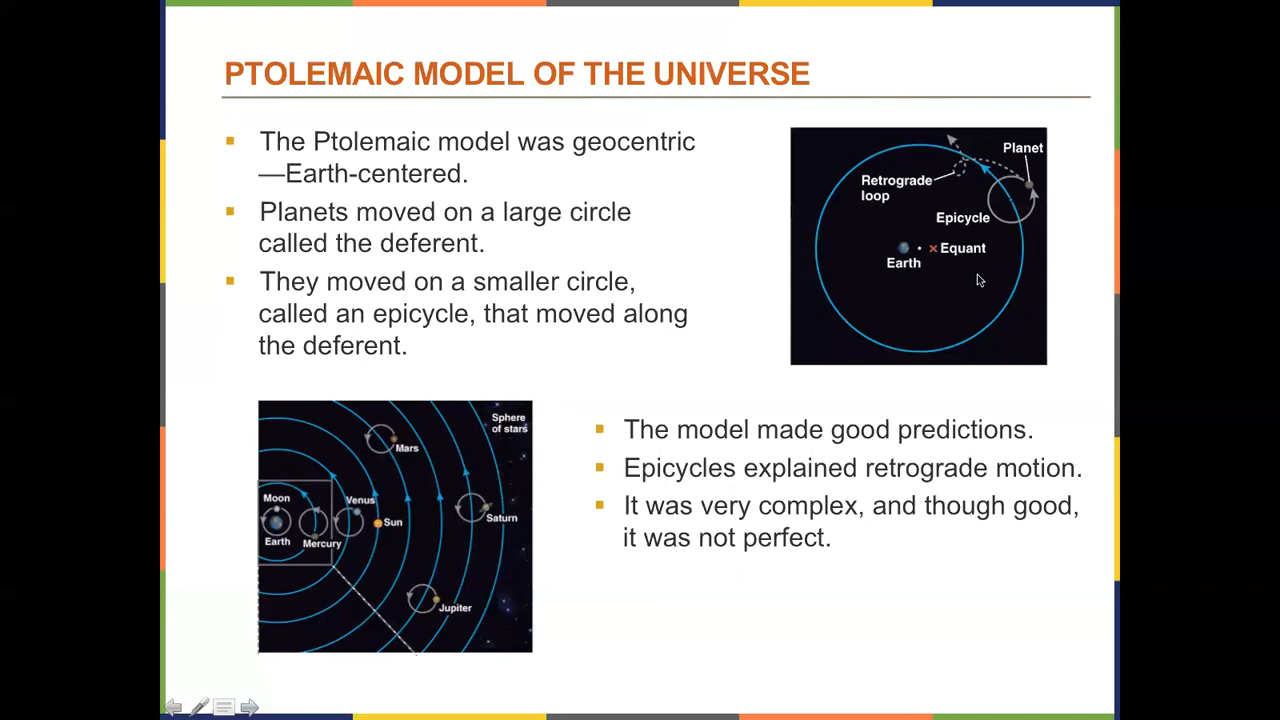 PTOLEMAIC MODEL OF THE UNIVERSE
The Ptolemaic model was geocentric
—Earth-centered.
Planets moved on a large circle
called the deferent.
They moved on a smaller circle,
called an epicycle, that moved along
the deferent.
Planet
Retrograde
loop
Epicycle
Equant
Earth
Sphere
of stars
Mars
Moon
Venus
Saturn
Sun
Earth
Mercury
Jupiter
The model made good predictions.
Epicycles explained retrograde motion.
It was very complex, and though good,
it was not perfect.